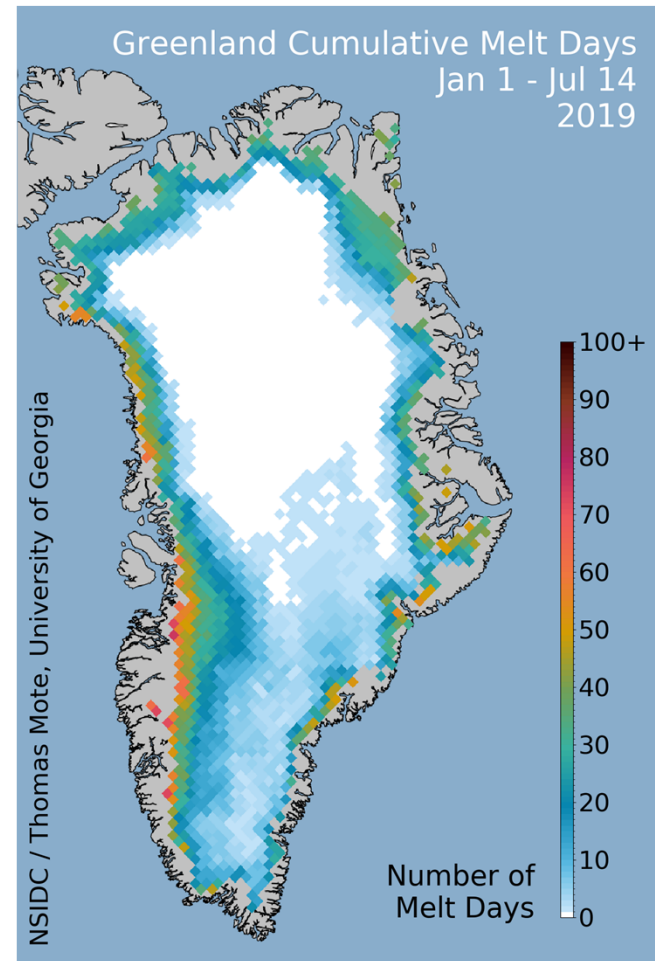 Greenland Cumulative Melt Days
Jan 1 - Jul 14
2019
NSIDC / Thomas Mote, University of Georgia
100+
90
80
70
60
50
40
30
20
10
0
Number of
Melt Days